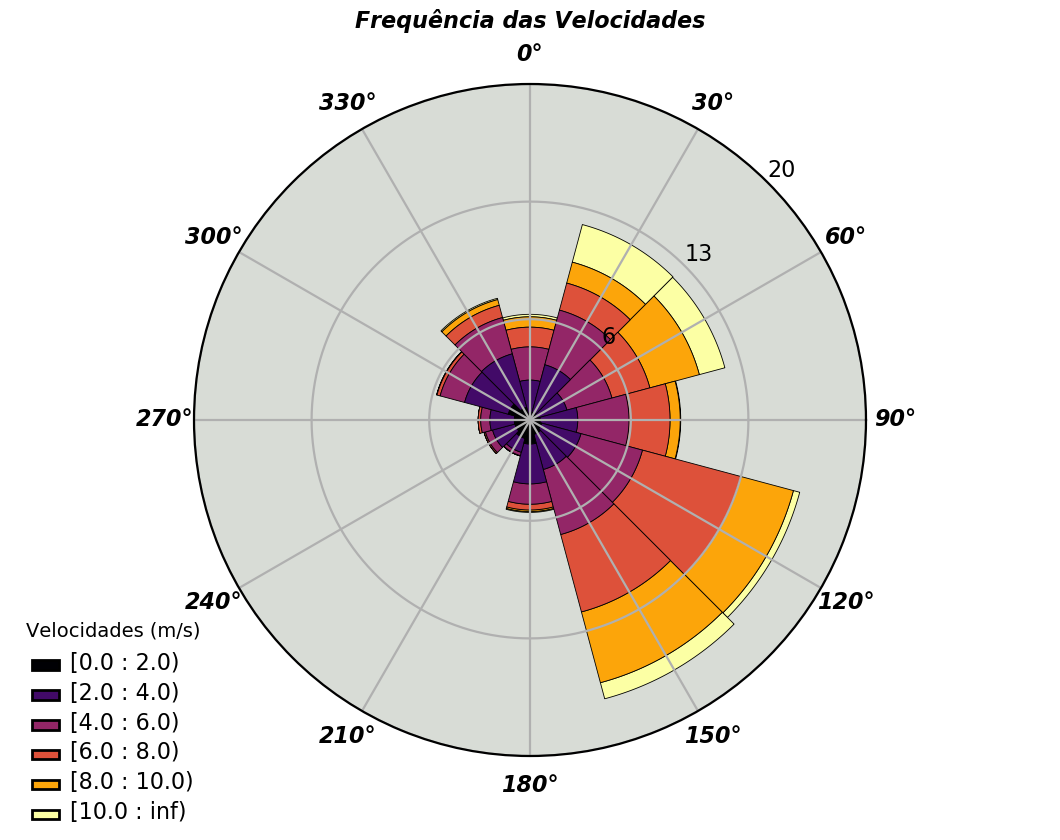 Frequência das Velocidades
0°
330°
30°
20
300°
60°
13
6
270°
90°
240°
120°
210°
150°
180°
Velocidades (m/s)
[0.0 : 2.0)
[2.0 : 4.0)
[4.0 : 6.0)
[6.0 : 8.0)
[8.0 : 10.0)
[10.0 : inf)